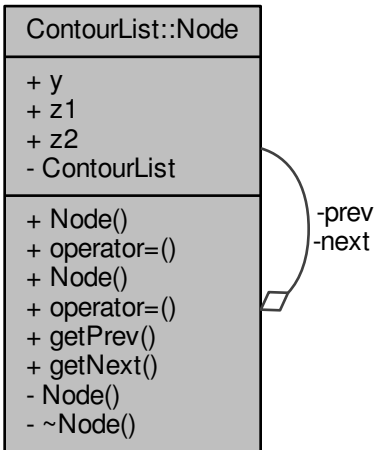 ContourList::Node
+ y
+ z1
+ z2
- ContourList
+ Node()
+ operator=()
+ Node()
+ operator=()
+ getPrev()
+ getNext()
- Node()
- ~Node()
-prev
-next